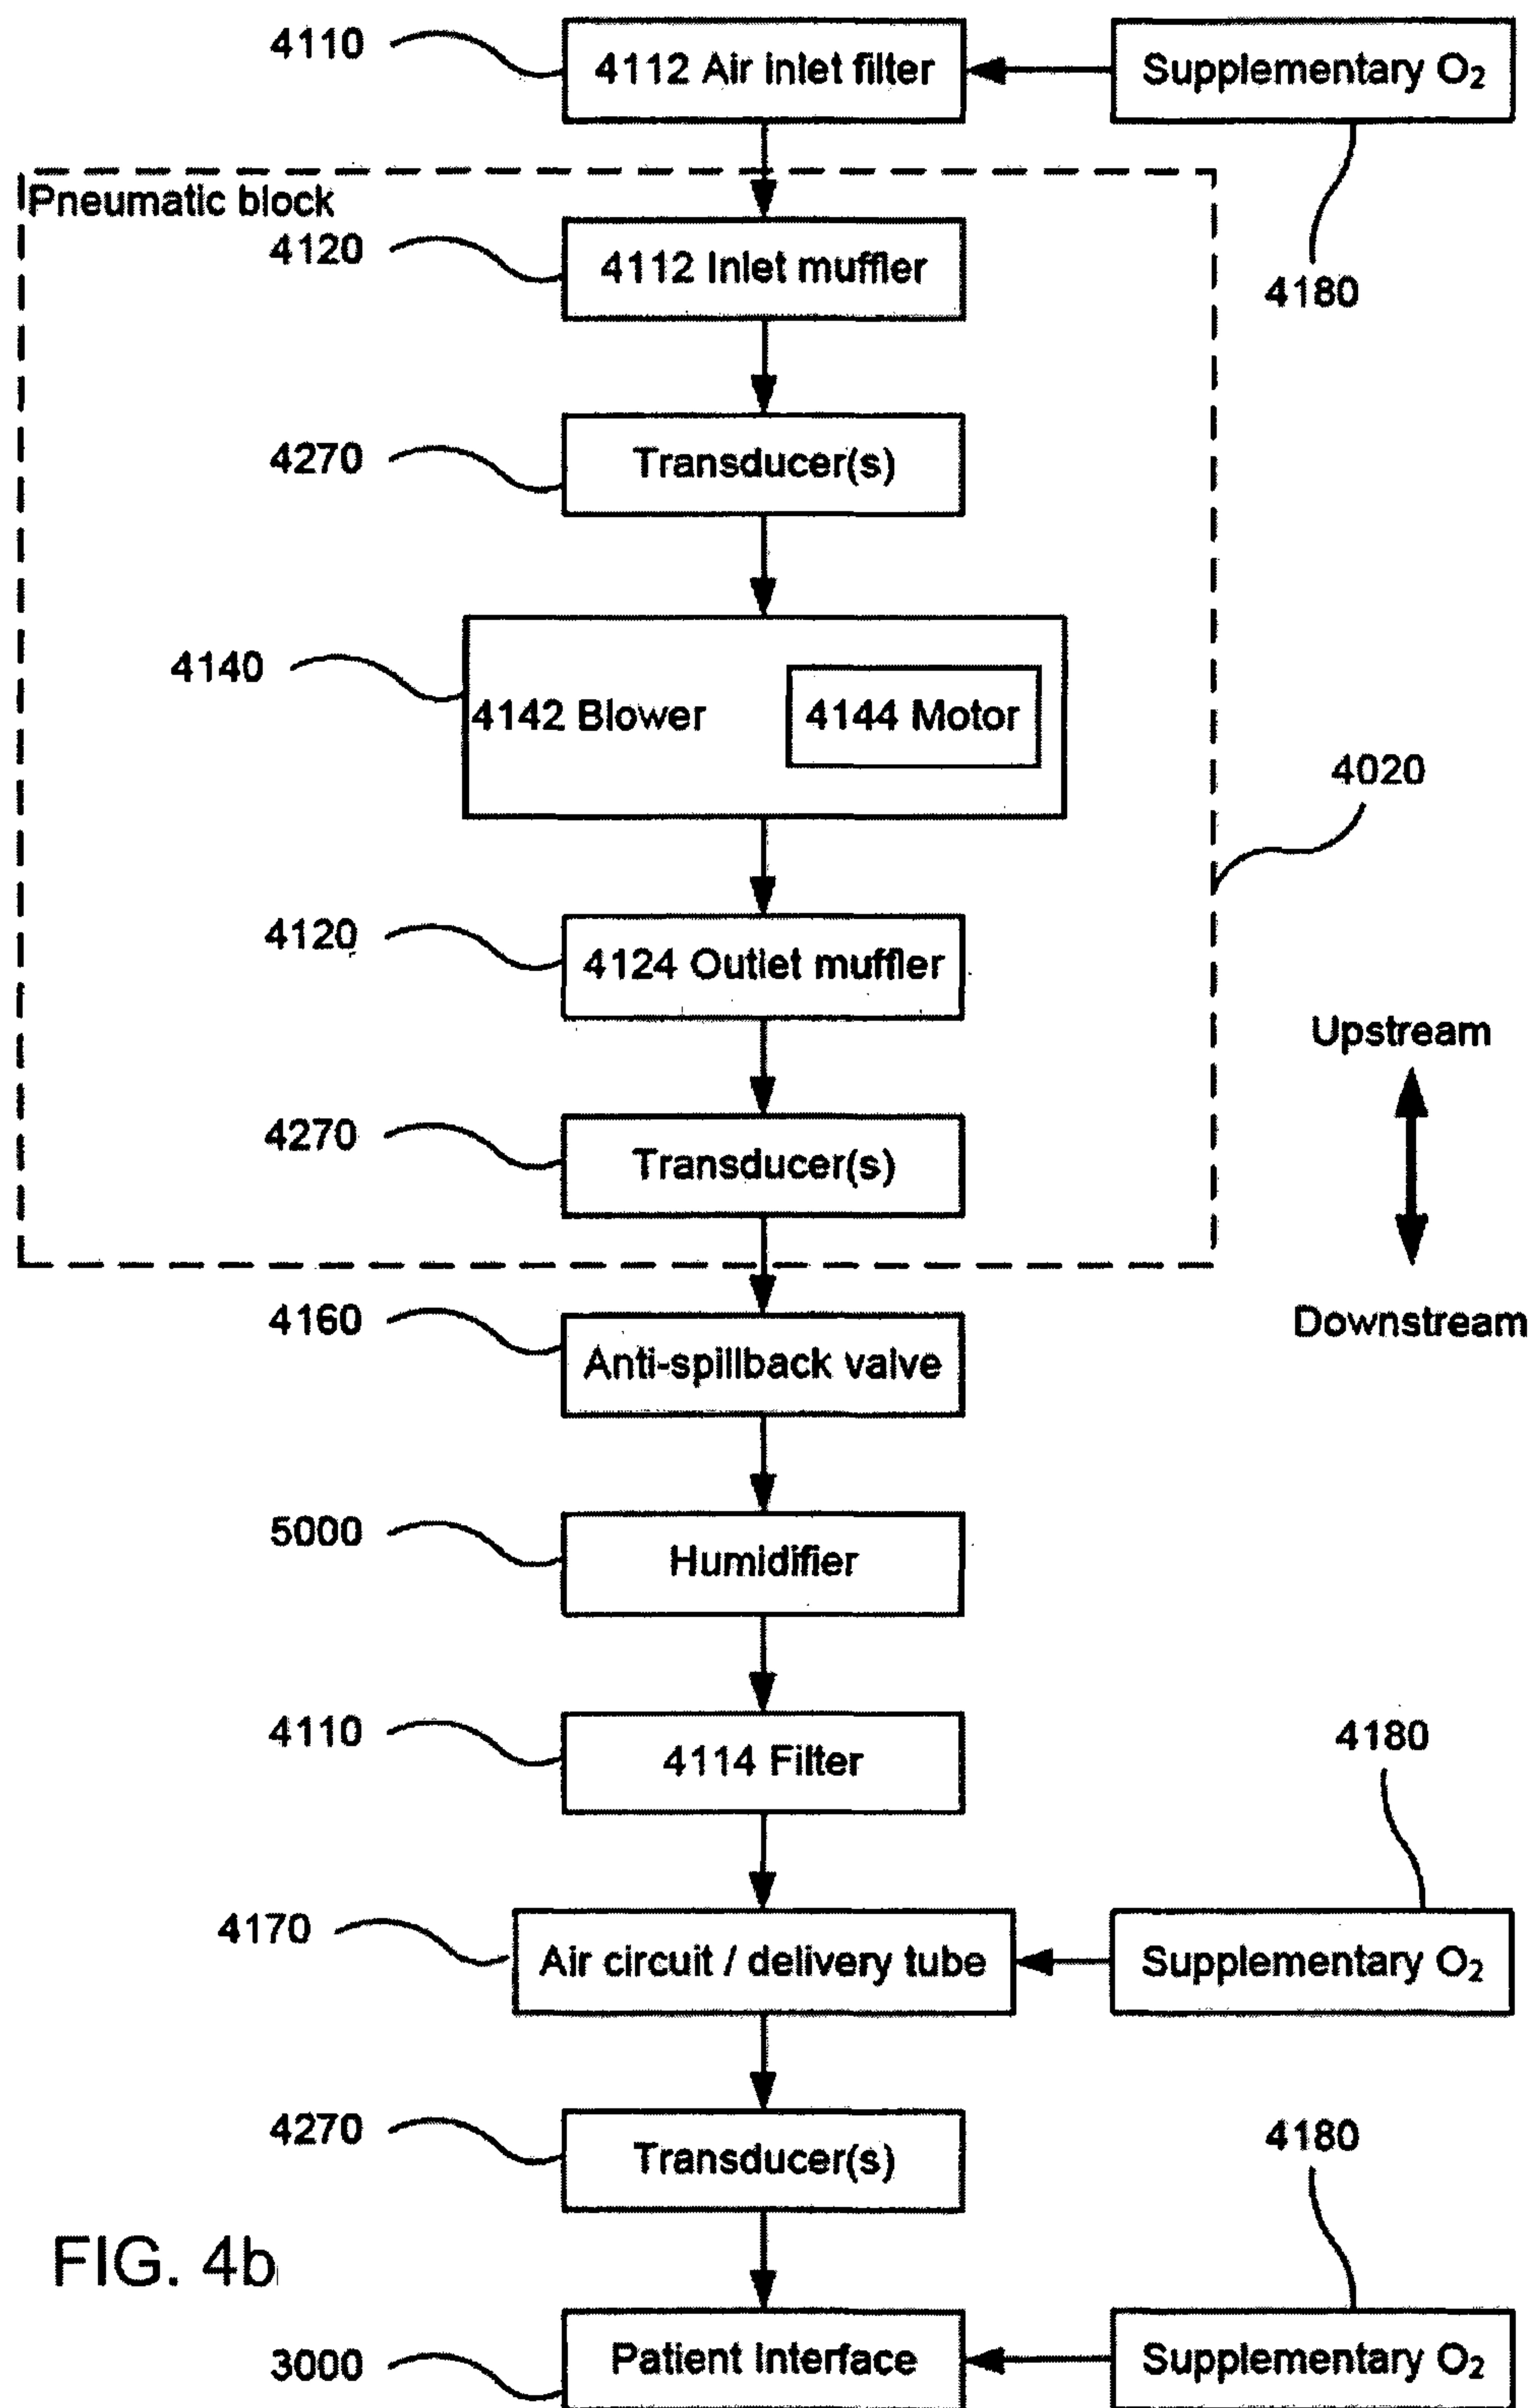 4110
4112 Air inlet filter
Supplementary O₂
Pneumatic block
4120
4112 Inlet muffler
4180
4270
Transducer(s)
4140
4142 Blower
4144 Motor
4020
4120
4124 Outlet muffler
Upstream
4270
Transducer(s)
4160
Anti-spillback valve
Downstream
5000
Humidifier
4110
4114 Filter
4180
4170
Air circuit / delivery tube
Supplementary O₂
4270
Transducer(s)
4180
FIG. 4b
3000
Patient Interface
Supplementary O₂